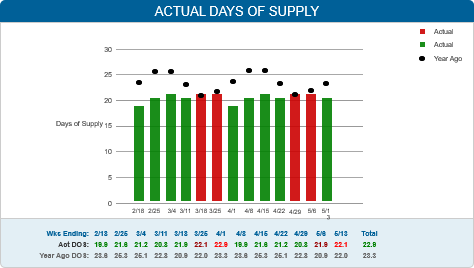 ACTUAL DAYS OF SUPPLY
Actual
Actual
Year Ago
30
25
20
Days of Supply 15
10
5
0
2/18 2/25 3/4 3/11 3/18 3/25 4/1 4/8 4/15 4/22 4/29 5/6 5/13
Wks Ending: 2/18 2/25 3/4 3/11 3/18 3/25 4/1 4/8 4/15 4/22 4/29 5/6 5/13 Total
Act DOS: 19.9 21.6 21.2 20.3 21.9 22.1 22.9 19.9 21.6 21.2 20.3 21.9 22.1 22.9
Year Ago DOS: 23.6 25.3 25.1 22.3 20.9 22.0 23.3 23.6 25.3 25.1 22.3 20.9 22.0 23.3